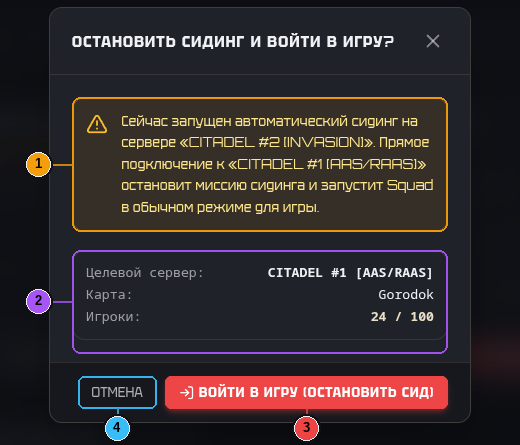 ОСТАНОВИТЬ СИДИНГ И ВОЙТИ В ИГРУ?
Сейчас запущен автоматический сидинг на
сервере «CITADEL #2 [INVASION]». Прямое
подключение к «CITADEL #1 [AAS/RAAS]»
остановит миссию сидинга и запустит Squad
в обычном режиме для игры.
1
Целевой сервер: CITADEL #1 [AAS/RAAS]
2
Карта: Gorodok
Игроки: 24 / 100
ОТМЕНА
ВОЙТИ В ИГРУ (ОСТАНОВИТЬ СИД)
4
3